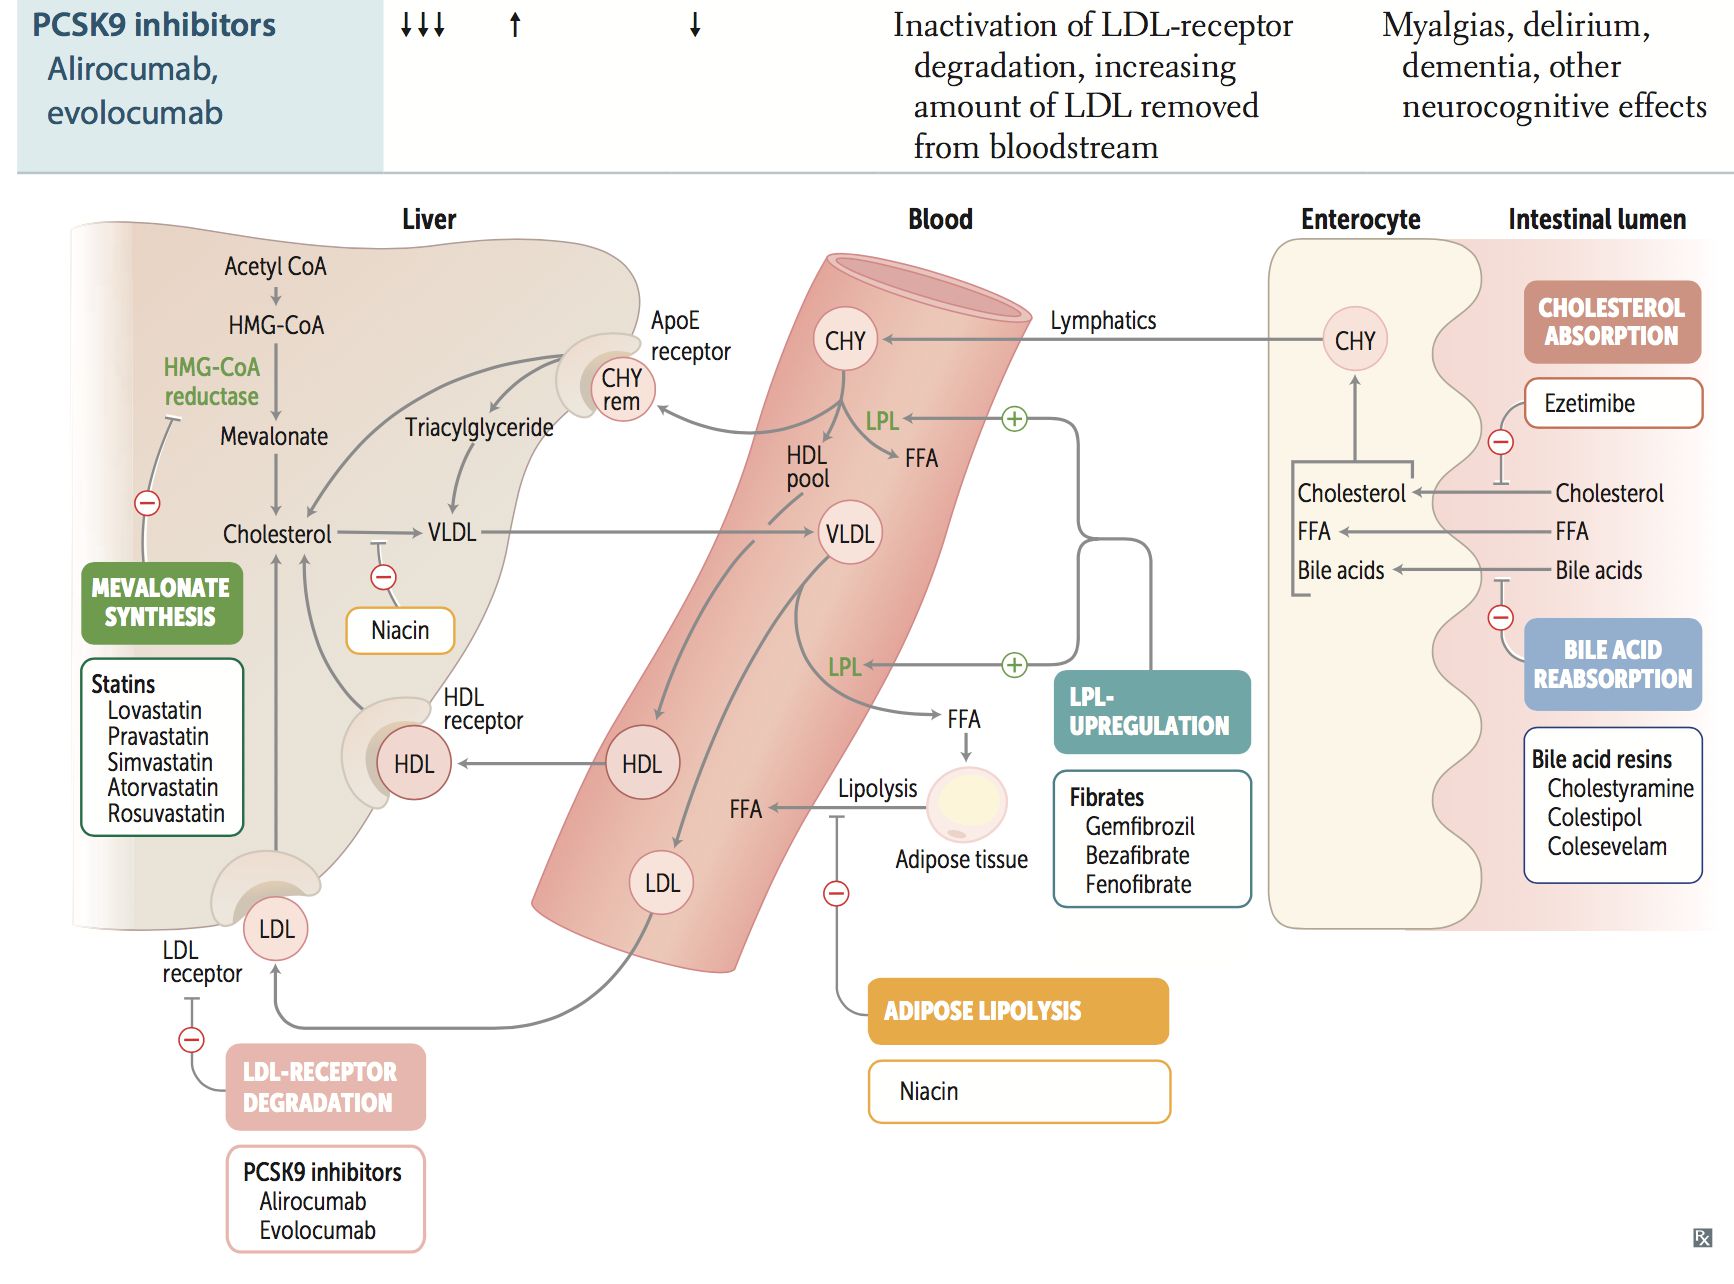 PCSK9 inhibitors
Alirocumab,
evolocumab
↓↓↓
↑
↓
Inactivation of LDL-receptor
degradation, increasing
amount of LDL removed
from bloodstream
Myalgias, delirium,
dementia, other
neurocognitive effects
Liver
Blood
Enterocyte
Intestinal lumen
Acetyl CoA
HMG-CoA
HMG-CoA
reductase
Mevalonate
Cholesterol
Triacylglyceride
VLDL
ApoE
receptor
CHY
rem
CHY
Lymphatics
CHY
LPL
+
HDL
pool
FFA
VLDL
CHOLESTEROL
ABSORPTION
Ezetimibe
−
Cholesterol
Cholesterol
FFA
FFA
Bile acids
Bile acids
−
BILE ACID
REABSORPTION
Bile acid resins
Cholestyramine
Colestipol
Colesevelam
−
MEVALONATE
SYNTHESIS
Statins
Lovastatin
Pravastatin
Simvastatin
Atorvastatin
Rosuvastatin
−
Niacin
HDL
receptor
HDL
HDL
LPL
+
FFA
LPL-
UPREGULATION
Fibrates
Gemfibrozil
Bezafibrate
Fenofibrate
FFA
Lipolysis
Adipose tissue
−
LDL
LDL
LDL
receptor
−
LDL-RECEPTOR
DEGRADATION
PCSK9 inhibitors
Alirocumab
Evolocumab
ADIPOSE LIPOLYSIS
Niacin
Rx